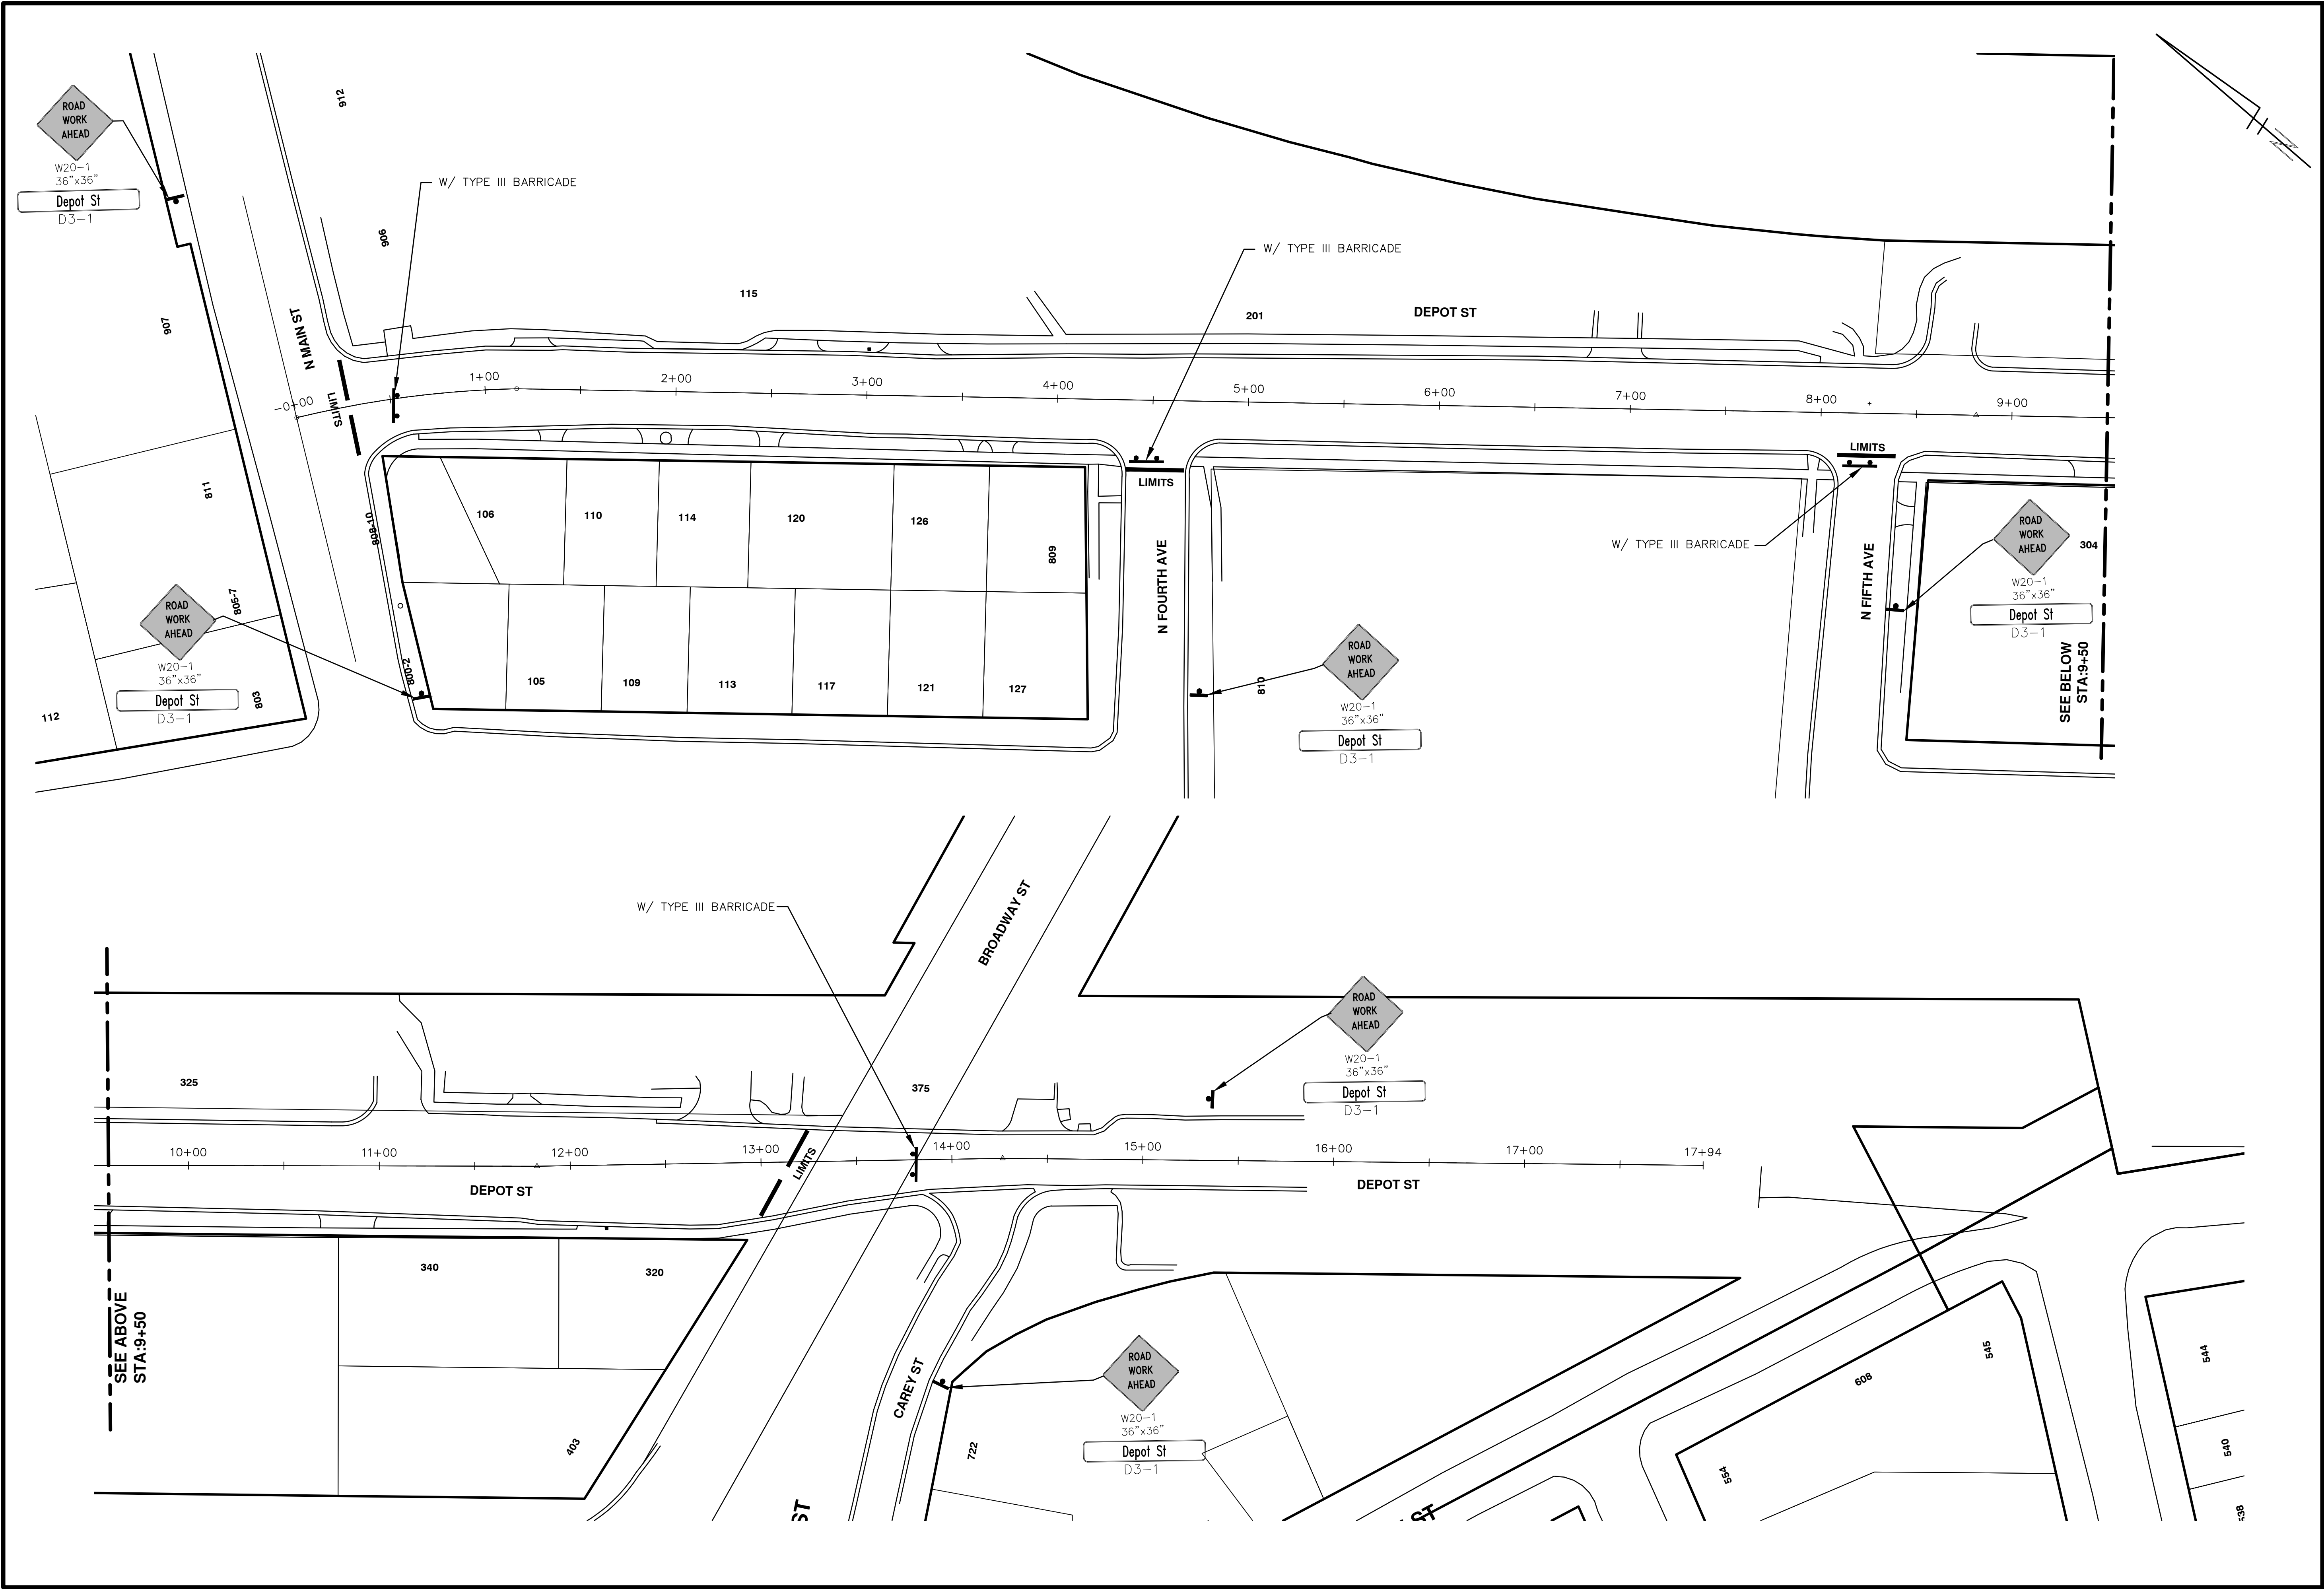 912
ROAD
WORK
AHEAD
W20-1
36"x36"
Depot St
D3-1
W/ TYPE III BARRICADE
906
W/ TYPE III BARRICADE
907
N MAIN ST
115
201
DEPOT ST
-0+00
1+00
2+00
3+00
4+00
5+00
6+00
7+00
8+00
9+00
LIMITS
LIMITS
LIMITS
811
808-10
106
110
114
120
126
809
N FOURTH AVE
W/ TYPE III BARRICADE
N FIFTH AVE
ROAD
WORK
AHEAD
W20-1
36"x36"
Depot St
D3-1
304
805-7
ROAD
WORK
AHEAD
W20-1
36"x36"
Depot St
D3-1
803
112
800-2
105
109
113
117
121
127
810
ROAD
WORK
AHEAD
W20-1
36"x36"
Depot St
D3-1
SEE BELOW
STA:9+50
N
W/ TYPE III BARRICADE
BROADWAY ST
ROAD
WORK
AHEAD
W20-1
36"x36"
Depot St
D3-1
325
375
10+00
11+00
12+00
13+00
14+00
15+00
16+00
17+00
17+94
LIMITS
DEPOT ST
DEPOT ST
SEE ABOVE
STA:9+50
340
320
403
CAREY ST
ROAD
WORK
AHEAD
W20-1
36"x36"
Depot St
D3-1
722
608
545
544
554
540
538
ST
ST